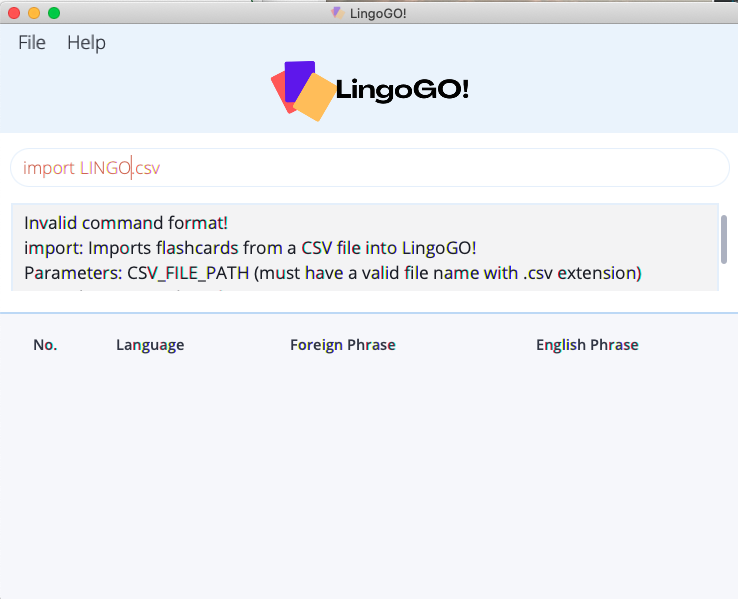 LingoGO!
File Help
LingoGO!
import LINGO.csv
Invalid command format!
import: Imports flashcards from a CSV file into LingoGO!
Parameters: CSV_FILE_PATH (must have a valid file name with .csv extension)
No. Language Foreign Phrase English Phrase